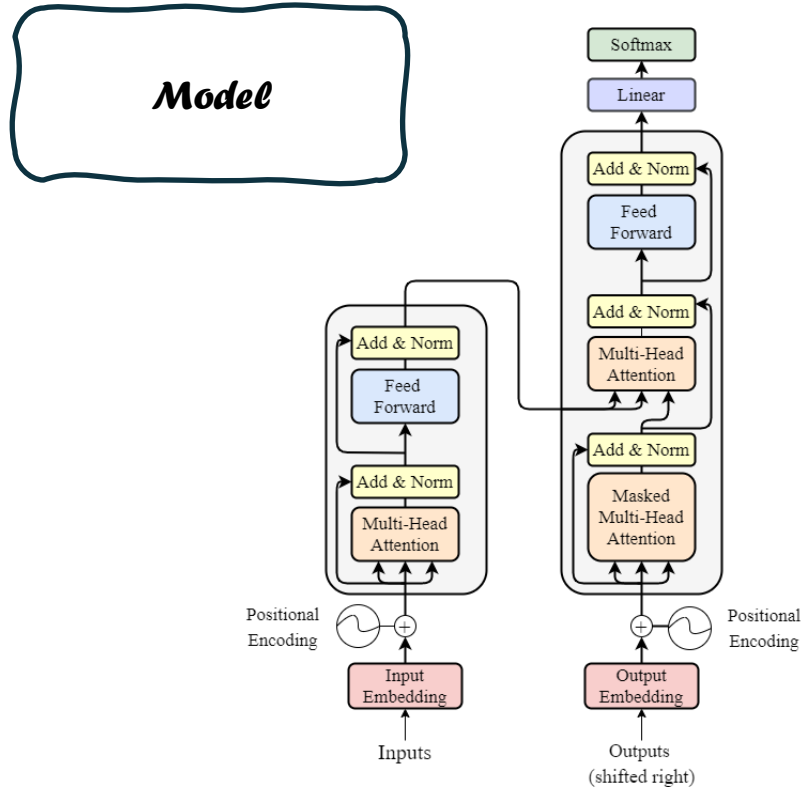 Model
Softmax
Linear
Add & Norm
Feed
Forward
Add & Norm
Multi-Head
Attention
Add & Norm
Masked
Multi-Head
Attention
Add & Norm
Feed
Forward
Add & Norm
Multi-Head
Attention
Positional
Encoding
Positional
Encoding
Input
Embedding
Output
Embedding
Inputs
Outputs
(shifted right)